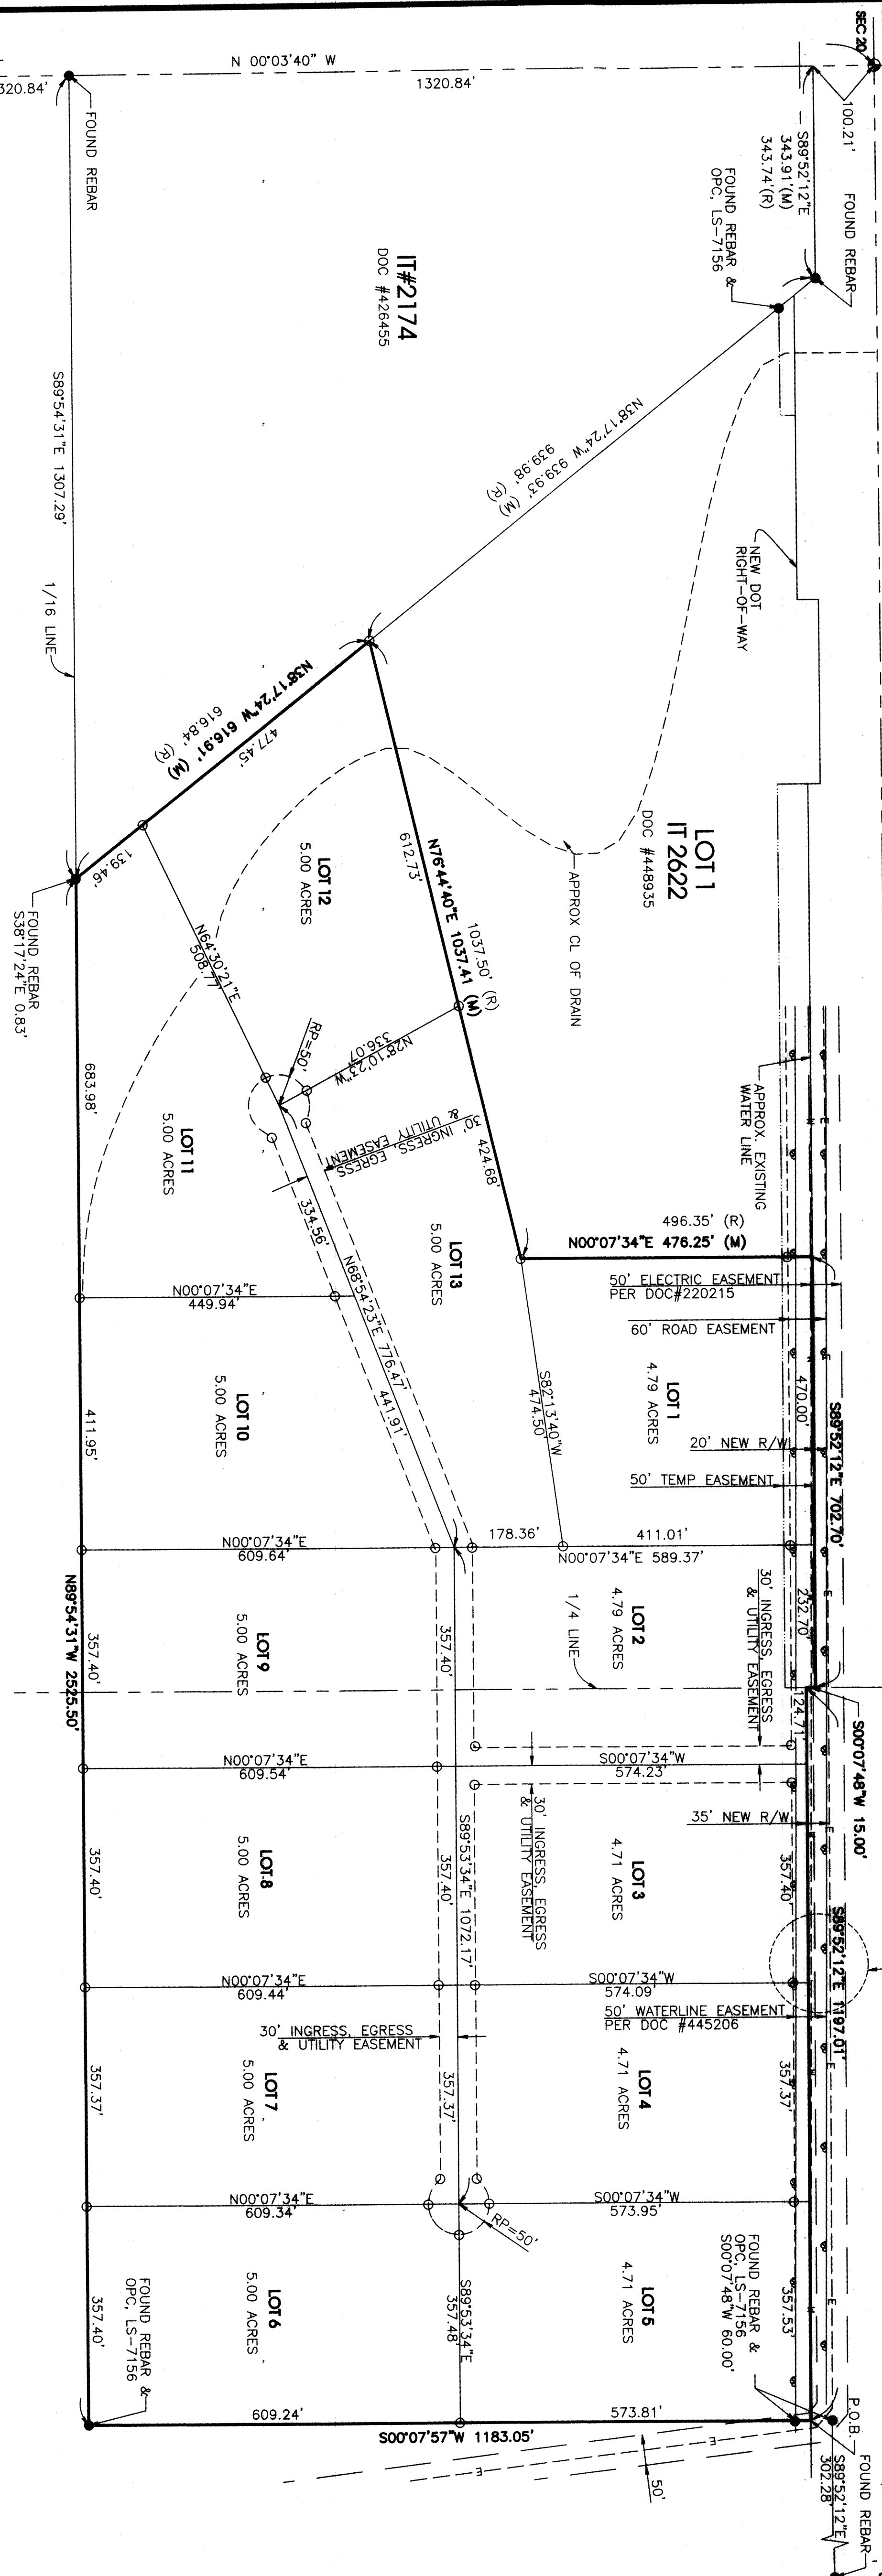 SEC 20
N 00°03'40" W
1320.84'
320.84'
100.21'
FOUND REBAR
S89°52'12"E
343.91'(M)
343.74'(R)
FOUND REBAR &
OPC, LS-7156
FOUND REBAR
IT#2174
DOC #426455
S89°54'31"E 1307.29'
1/16 LINE
N38°17'24"W 939.93' (M)
939.98' (R)
NEW DOT
RIGHT-OF-WAY
N38°17'24"W 616.91' (M)
616.84' (R)
477.45'
139.46'
FOUND REBAR
S38°17'24"E 0.83'
LOT 1
IT 2622
DOC #448935
APPROX CL OF DRAIN
1037.50' (R)
N76°44'40"E 1037.41 (M)
612.73'
424.68'
LOT 12
5.00 ACRES
N64°30'21"E
508.77'
RP=50'
N28°10'23"W
336.07'
30' INGRESS, EGRESS
& UTILITY EASEMENT
APPROX. EXISTING
WATER LINE
E
W
683.98'
LOT 11
5.00 ACRES
334.56'
N68°54'23"E 776.47'
441.91'
LOT 13
5.00 ACRES
496.35' (R)
N00°07'34"E 476.25' (M)
50' ELECTRIC EASEMENT
PER DOC#220215
60' ROAD EASEMENT
N00°07'34"E
449.94'
LOT 10
5.00 ACRES
411.95'
S82°13'40"W
474.50'
LOT 1
4.79 ACRES
470.00'
S89°52'12"E 702.70'
20' NEW R/W
50' TEMP EASEMENT
E
W
178.36'
411.01'
N00°07'34"E 589.37'
N00°07'34"E
609.64'
N89°54'31"W 2525.50'
357.40'
LOT 9
5.00 ACRES
357.40'
LOT 2
4.79 ACRES
1/4 LINE
30' INGRESS, EGRESS
& UTILITY EASEMENT
232.70'
E
124.71'
S00°07'48"W 15.00'
N00°07'34"E
609.54'
S00°07'34"W
574.23'
35' NEW R/W
30' INGRESS, EGRESS
& UTILITY EASEMENT
LOT 8
5.00 ACRES
357.40'
357.40'
S89°53'34"E 1072.17'
LOT 3
4.71 ACRES
357.40'
E
W
S89°52'12"E 1197.01'
N00°07'34"E
609.44'
S00°07'34"W
574.09'
50' WATERLINE EASEMENT
PER DOC #445206
30' INGRESS, EGRESS
& UTILITY EASEMENT
LOT 7
5.00 ACRES
357.37'
357.37'
LOT 4
4.71 ACRES
357.37'
E
W
N00°07'34"E
609.34'
S00°07'34"W
573.95'
RP=50'
LOT 6
5.00 ACRES
357.40'
S89°53'34"E
357.48'
LOT 5
4.71 ACRES
357.53'
E
W
FOUND REBAR &
OPC, LS-7156
S00°07'48"W 60.00'
FOUND REBAR &
OPC, LS-7156
609.24'
573.81'
S00°07'57"W 1183.05'
E
E
50'
P.O.B.
FOUND REBAR
S89°52'12"E
302.28'